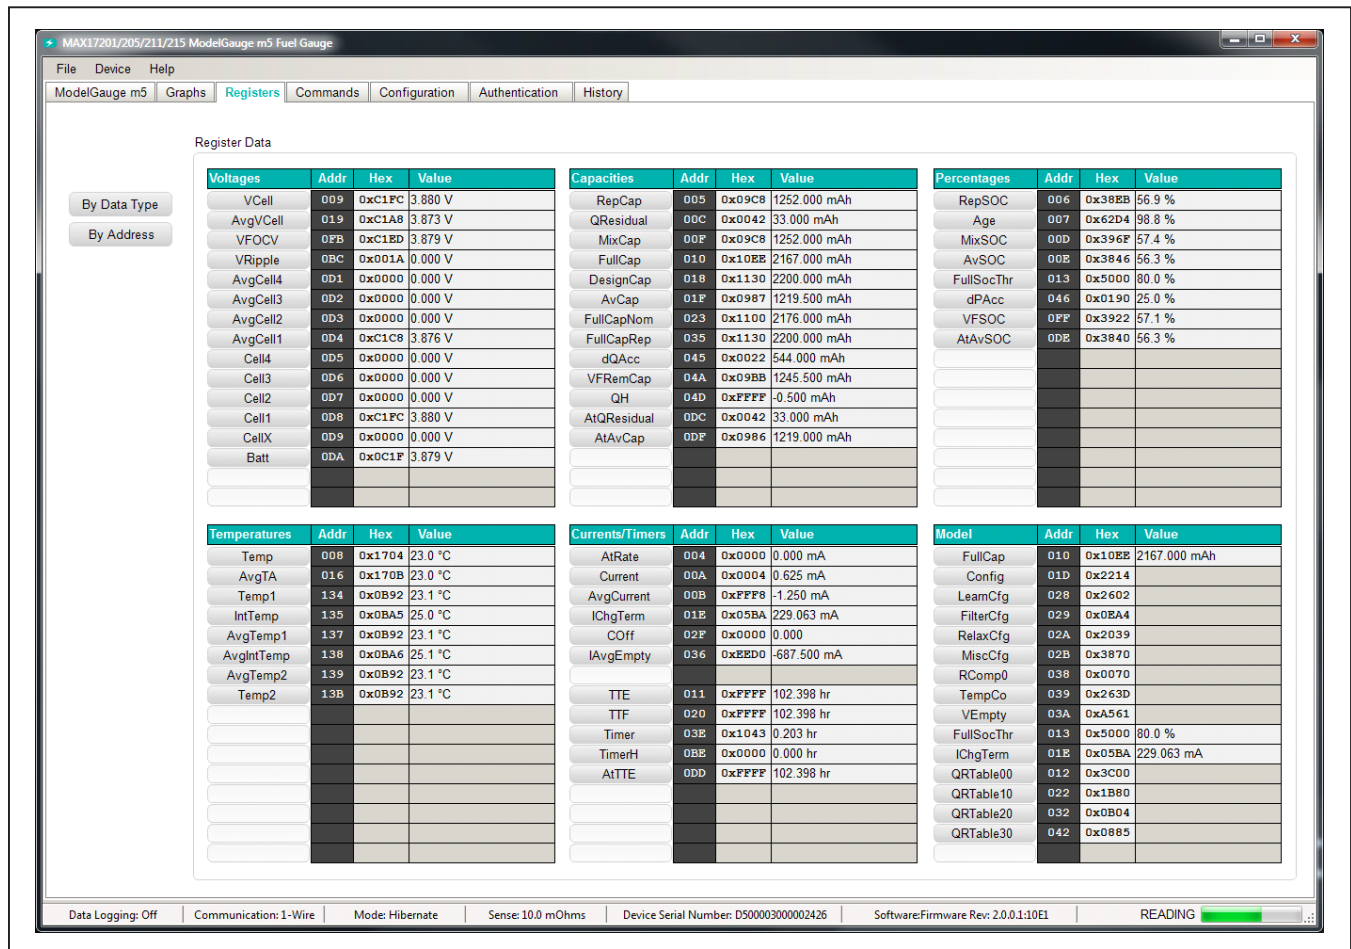 MAX17201/205/211/215 ModelGauge m5 Fuel Gauge
File Device Help
ModelGauge m5 Graphs Registers Commands Configuration Authentication History
Register Data
By Data Type
By Address
Voltages Addr Hex Value
VCell 009 0xC1FC 3.880 V
AvgVCell 019 0xC1A8 3.873 V
VFOCV 0FB 0xC1ED 3.879 V
VRipple 0BC 0x001A 0.000 V
AvgCell4 0D1 0x0000 0.000 V
AvgCell3 0D2 0x0000 0.000 V
AvgCell2 0D3 0x0000 0.000 V
AvgCell1 0D4 0xC1C8 3.876 V
Cell4 0D5 0x0000 0.000 V
Cell3 0D6 0x0000 0.000 V
Cell2 0D7 0x0000 0.000 V
Cell1 0D8 0xC1FC 3.880 V
CellX 0D9 0x0000 0.000 V
Batt 0DA 0x0C1F 3.879 V
Capacities Addr Hex Value
RepCap 005 0x09C8 1252.000 mAh
QResidual 00C 0x0042 33.000 mAh
MixCap 00F 0x09C8 1252.000 mAh
FullCap 010 0x10EE 2167.000 mAh
DesignCap 018 0x1130 2200.000 mAh
AvCap 01F 0x0987 1219.500 mAh
FullCapNom 023 0x1100 2176.000 mAh
FullCapRep 035 0x1130 2200.000 mAh
dQAcc 045 0x0022 544.000 mAh
VFRemCap 04A 0x09BB 1245.500 mAh
QH 04D 0xFFFF -0.500 mAh
AtQResidual 0DC 0x0042 33.000 mAh
AtAvCap 0DF 0x0986 1219.000 mAh
Percentages Addr Hex Value
RepSOC 006 0x38EB 56.9 %
Age 007 0x62D4 98.8 %
MixSOC 00D 0x396F 57.4 %
AvSOC 00E 0x3846 56.3 %
FullSocThr 013 0x5000 80.0 %
dPAcc 046 0x0190 25.0 %
VFSOC 0FF 0x3922 57.1 %
AtAvSOC 0DE 0x3840 56.3 %
Temperatures Addr Hex Value
Temp 008 0x1704 23.0 °C
AvgTA 016 0x170B 23.0 °C
Temp1 134 0x0B92 23.1 °C
IntTemp 135 0x0BA5 25.0 °C
AvgTemp1 137 0x0B92 23.1 °C
AvgIntTemp 138 0x0BA6 25.1 °C
AvgTemp2 139 0x0B92 23.1 °C
Temp2 13B 0x0B92 23.1 °C
Currents/Timers Addr Hex Value
AtRate 004 0x0000 0.000 mA
Current 00A 0x0004 0.625 mA
AvgCurrent 00B 0xFFF8 -1.250 mA
IChgTerm 01E 0x05BA 229.063 mA
COff 02F 0x0000 0.000
IAvgEmpty 036 0xEED0 -687.500 mA
TTE 011 0xFFFF 102.398 hr
TTF 020 0xFFFF 102.398 hr
Timer 03E 0x1043 0.203 hr
TimerH 0BE 0x0000 0.000 hr
AtTTE 0DD 0xFFFF 102.398 hr
Model Addr Hex Value
FullCap 010 0x10EE 2167.000 mAh
Config 01D 0x2214
LearnCfg 028 0x2602
FilterCfg 029 0x0EA4
RelaxCfg 02A 0x2039
MiscCfg 02B 0x3870
RComp0 038 0x0070
TempCo 039 0x263D
VEmpty 03A 0xA561
FullSocThr 013 0x5000 80.0 %
IChgTerm 01E 0x05BA 229.063 mA
QRTable00 012 0x3C00
QRTable10 022 0x1B80
QRTable20 032 0x0B04
QRTable30 042 0x0885
Data Logging: Off Communication: 1-Wire Mode: Hibernate Sense: 10.0 mOhms Device Serial Number: D500003000002426 Software:Firmware Rev: 2.0.0.1:10E1 READING